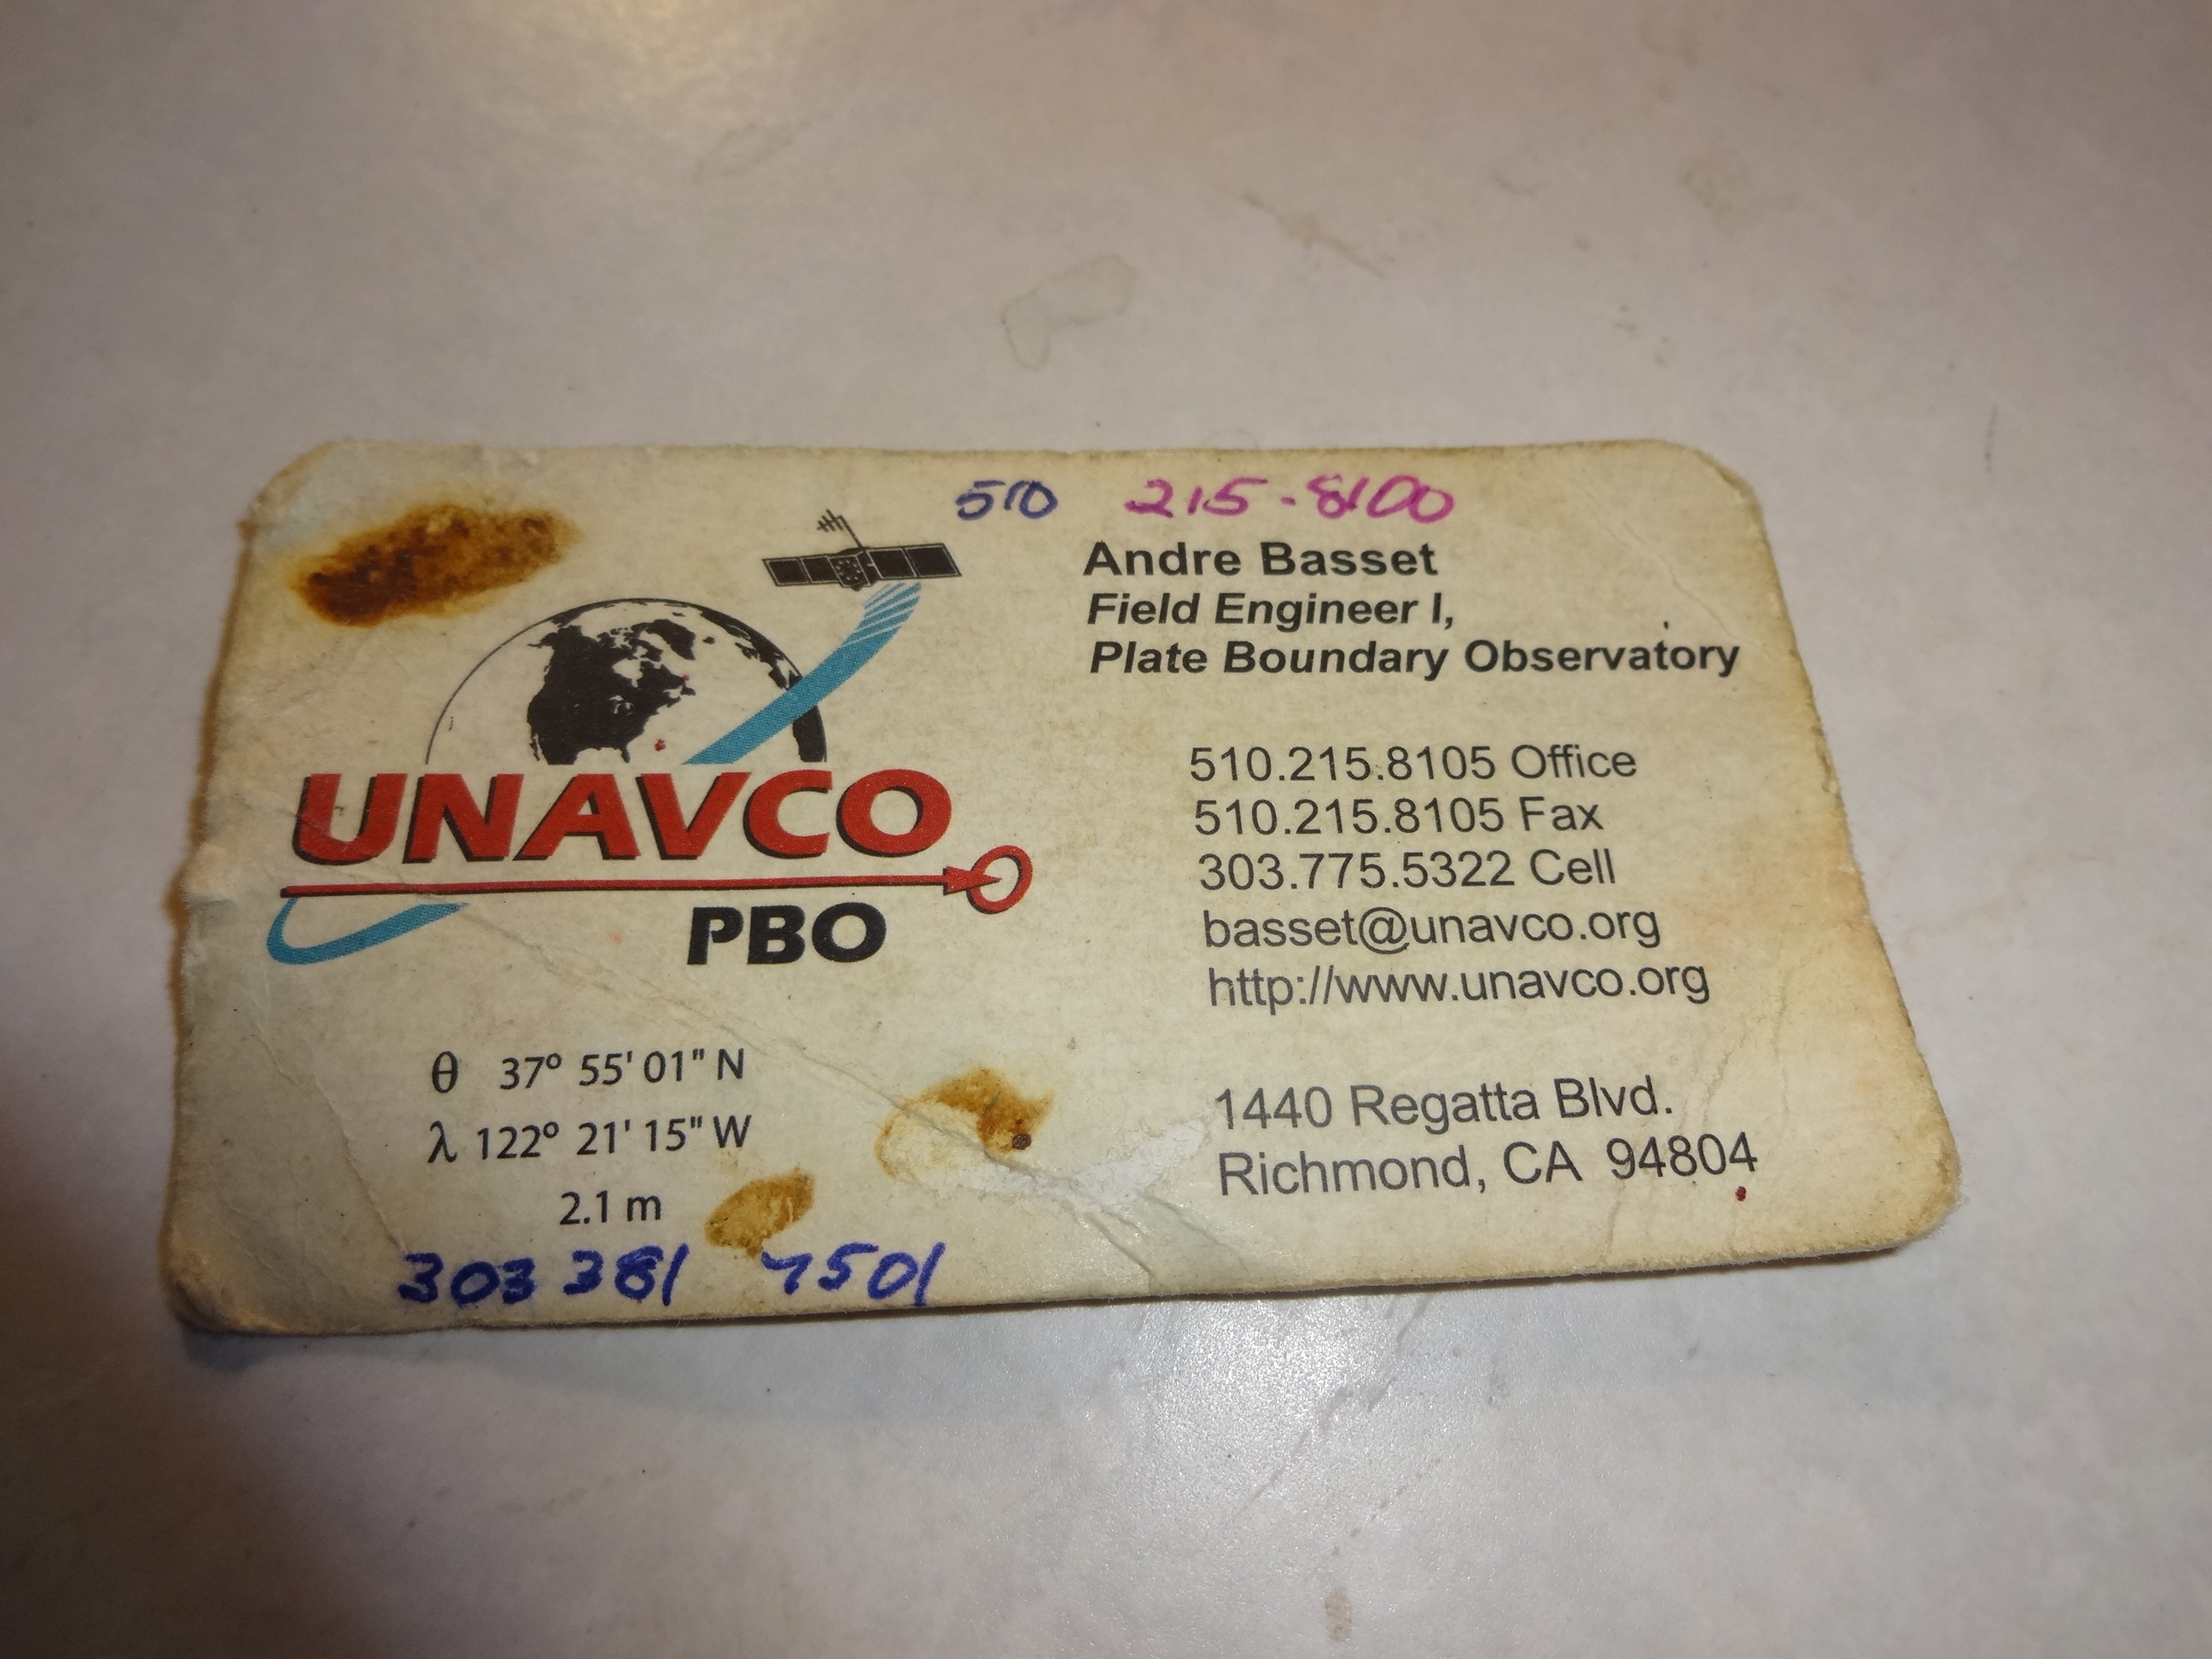 510 215-8100
Andre Basset
Field Engineer I,
Plate Boundary Observatory
UNAVCO
PBO
510.215.8105 Office
510.215.8105 Fax
303.775.5322 Cell
basset@unavco.org
http://www.unavco.org
θ 37° 55' 01" N
λ 122° 21' 15" W
2.1 m
1440 Regatta Blvd.
Richmond, CA 94804
303 381 7501